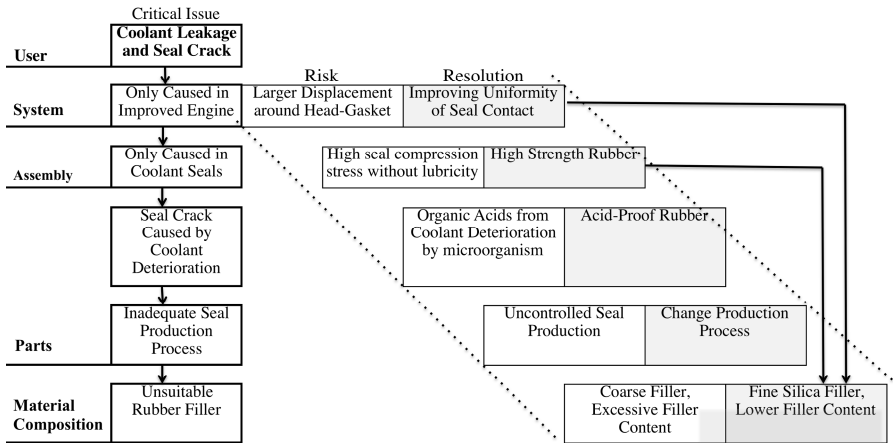 Critical Issue
User
Coolant Leakage
and Seal Crack
Risk
Resolution
System
Only Caused in
Improved Engine
Larger Displacement
around Head-Gasket
Improving Uniformity
of Seal Contact
Assembly
Only Caused in
Coolant Seals
High seal compression
stress without lubricity
High Strength Rubber
Seal Crack
Caused by
Coolant
Deterioration
Organic Acids from
Coolant Deterioration
by microorganism
Acid-Proof Rubber
Parts
Inadequate Seal
Production
Process
Uncontrolled Seal
Production
Change Production
Process
Material
Composition
Unsuitable
Rubber Filler
Coarse Filler,
Excessive Filler
Content
Fine Silica Filler,
Lower Filler Content